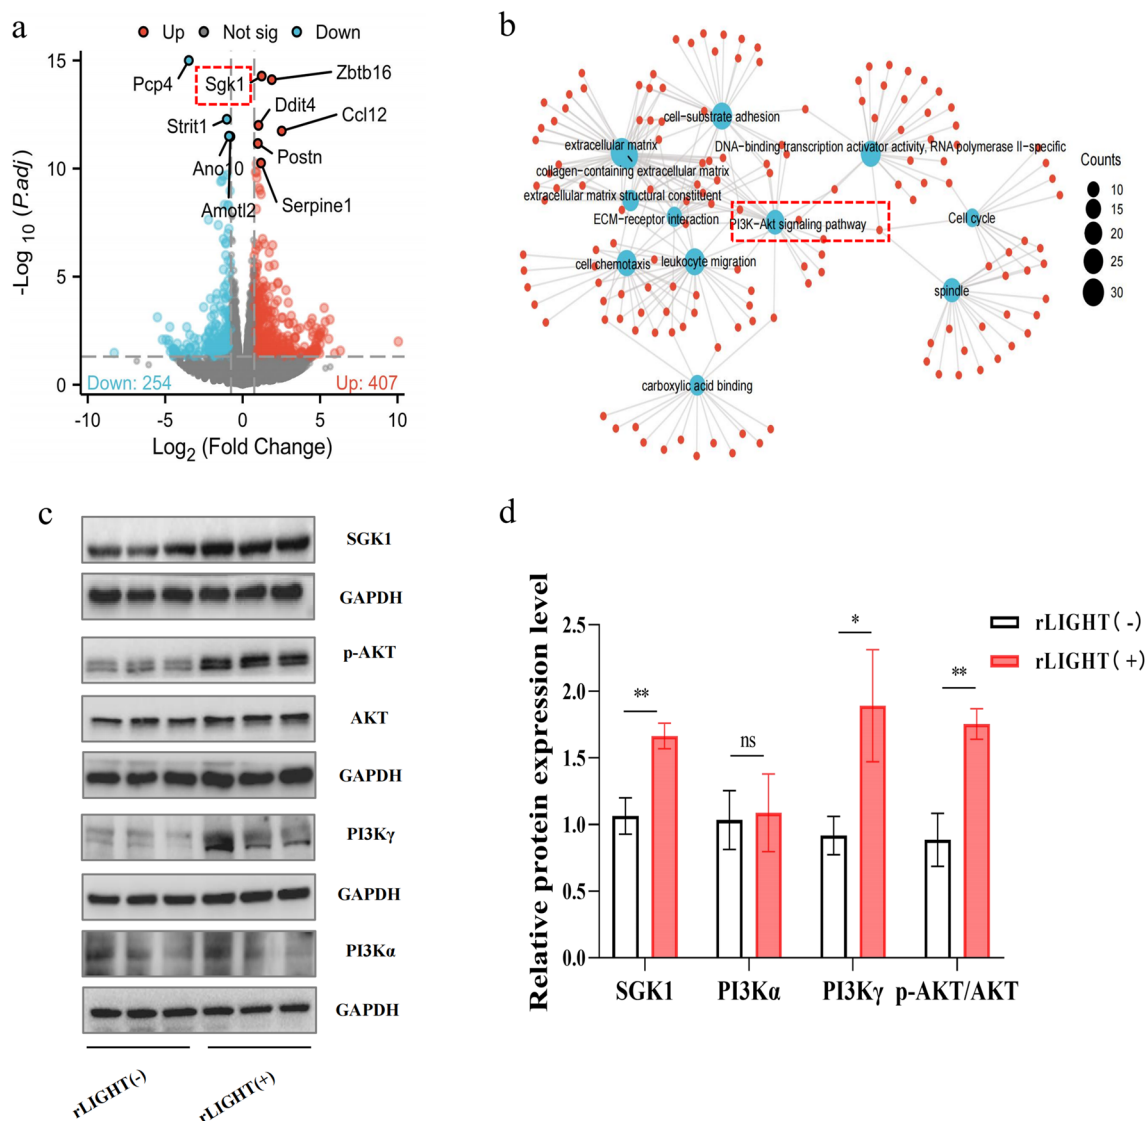 a
Up Not sig Down
15
10
5
0
-Log 10 (P.adj)
Pcp4
Sgk1
Zbtb16
Ddit4
Ccl12
Strit1
Postn
Ano10
Amotl2
Serpine1
Down: 254
Up: 407
-10 -5 0 5 10
Log2 (Fold Change)
b
cell-substrate adhesion
extracellular matrix
DNA-binding transcription activator activity, RNA polymerase II-specific
collagen-containing extracellular matrix
extracellular matrix structural constituent
ECM-receptor interaction
PI3K-Akt signaling pathway
Cell cycle
cell chemotaxis
leukocyte migration
spindle
carboxylic acid binding
Counts
10
15
20
25
30
c
SGK1
GAPDH
p-AKT
AKT
GAPDH
PI3Kγ
GAPDH
PI3Kα
GAPDH
rLIGHT(-)
rLIGHT(+)
d
Relative protein expression level
2.5
2.0
1.5
1.0
0.5
0.0
**
ns
*
**
rLIGHT( -)
rLIGHT( +)
SGK1 PI3Kα PI3Kγ p-AKT/AKT